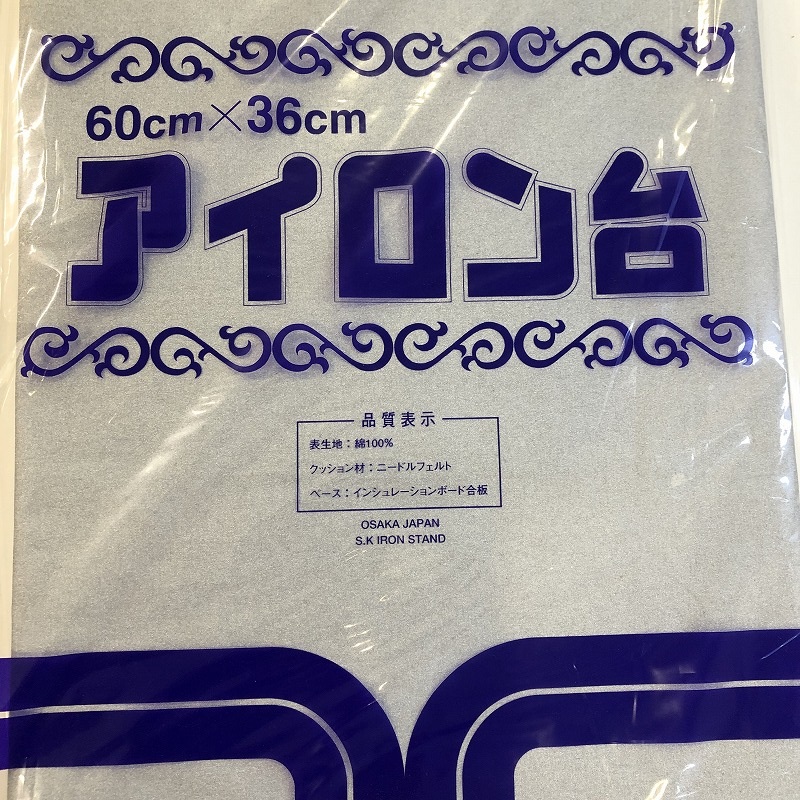 60cm×36cm
アイロン台
品質表示
表生地：綿100%
クッション材：ニードルフェルト
ベース：インシュレーションボード合板
OSAKA JAPAN
S.K IRON STAND